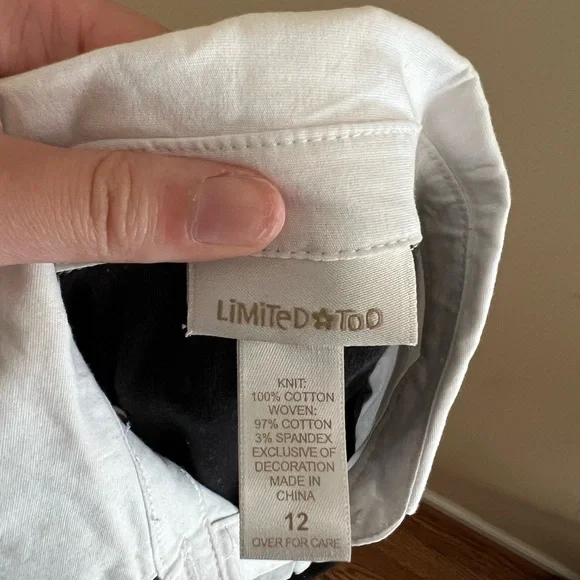 LiMiTeD TOO
KNIT:
100% COTTON
WOVEN:
97% COTTON
3% SPANDEX
EXCLUSIVE OF
DECORATION
MADE IN
CHINA
12
OVER FOR CARE